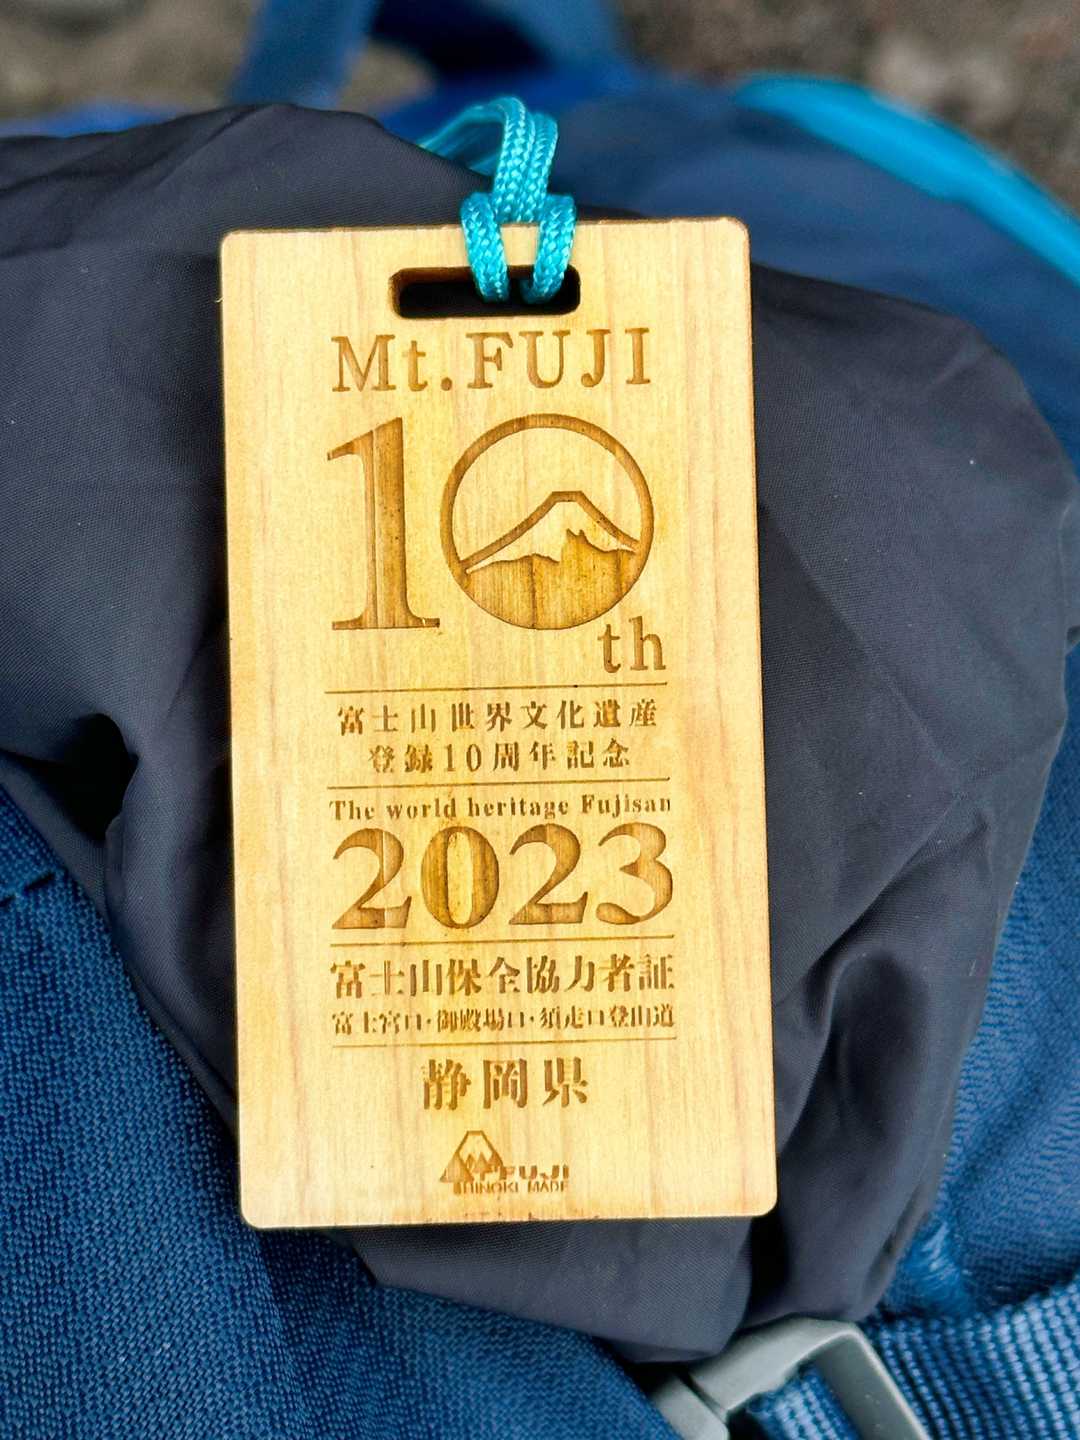 Mt.FUJI
10th
富士山世界文化遺産
登録10周年記念
The world heritage Fujisan
2023
富士山保全協力者証
富士宮口・御殿場口・須走口登山道
静岡県
FUJI
HINOKI MADE